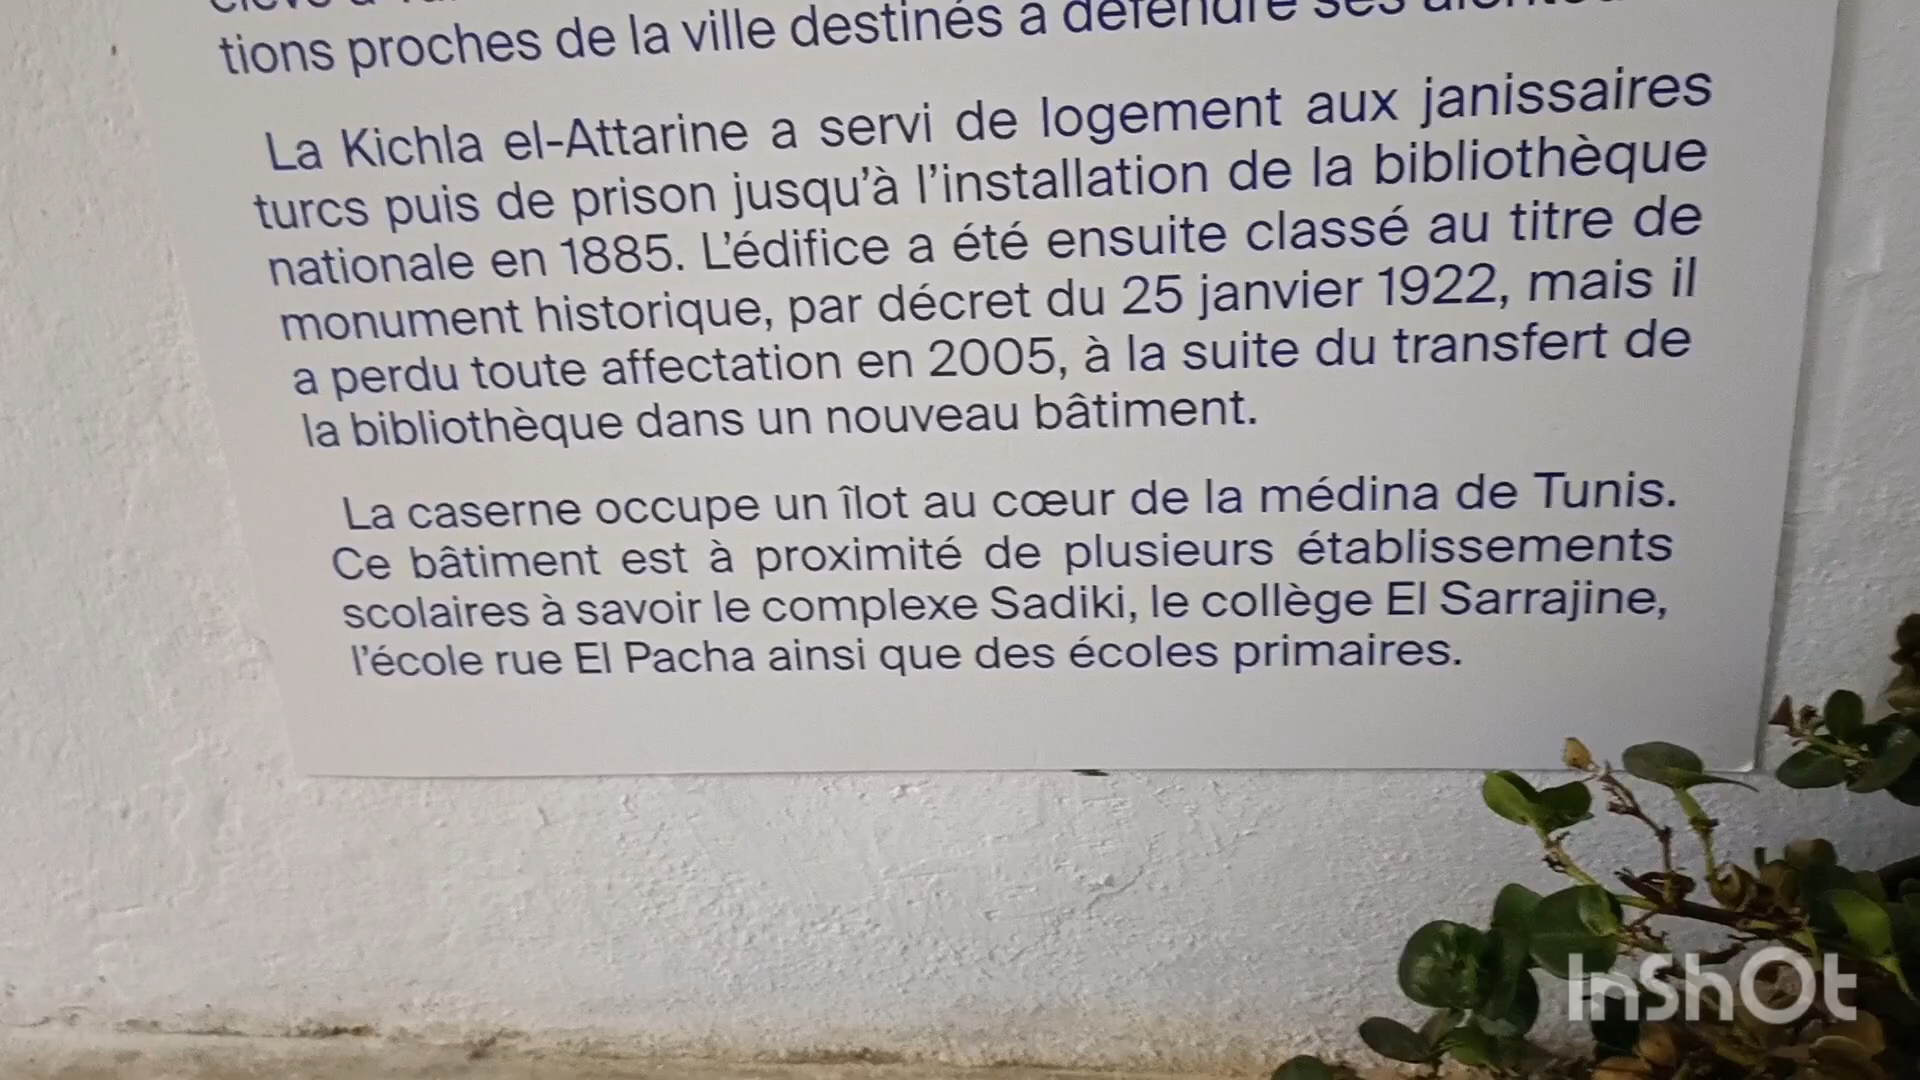 tions proches de la ville destinés à défendre ses
La Kichla el-Attarine a servi de logement aux janissaires
turcs puis de prison jusqu'à l'installation de la bibliothèque
nationale en 1885. L'édifice a été ensuite classé au titre de
monument historique, par décret du 25 janvier 1922, mais il
a perdu toute affectation en 2005, à la suite du transfert de
la bibliothèque dans un nouveau bâtiment.
La caserne occupe un îlot au cœur de la médina de Tunis.
Ce bâtiment est à proximité de plusieurs établissements
scolaires à savoir le complexe Sadiki, le collège El Sarrajine,
l'école rue El Pacha ainsi que des écoles primaires.
InShOt